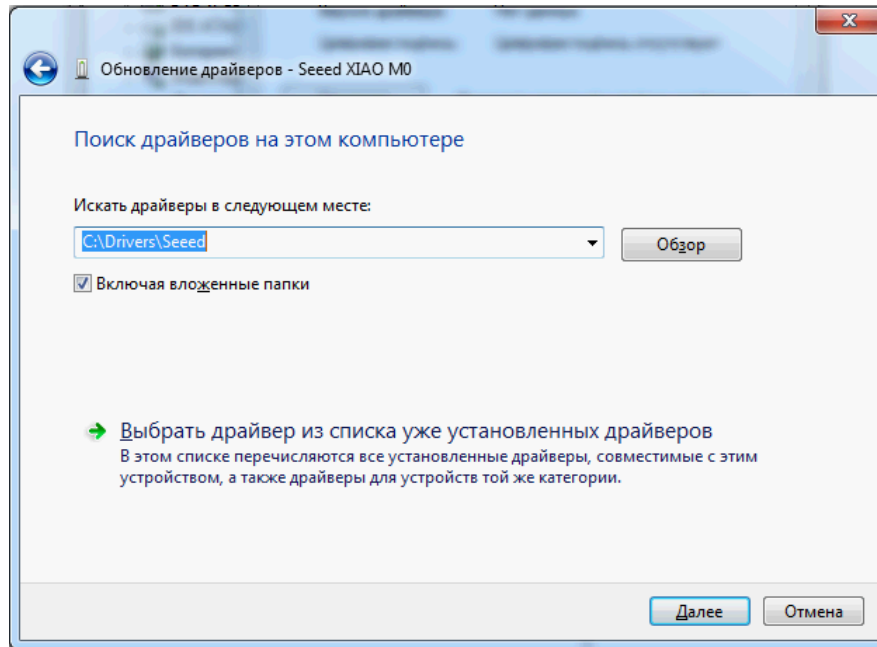 Обновление драйверов - Seeed XIAO M0
Поиск драйверов на этом компьютере
Искать драйверы в следующем месте:
C:\Drivers\Seeed
Обзор
Включая вложенные папки
Выбрать драйвер из списка уже установленных драйверов
В этом списке перечисляются все установленные драйверы, совместимые с этим
устройством, а также драйверы для устройств той же категории.
Далее
Отмена